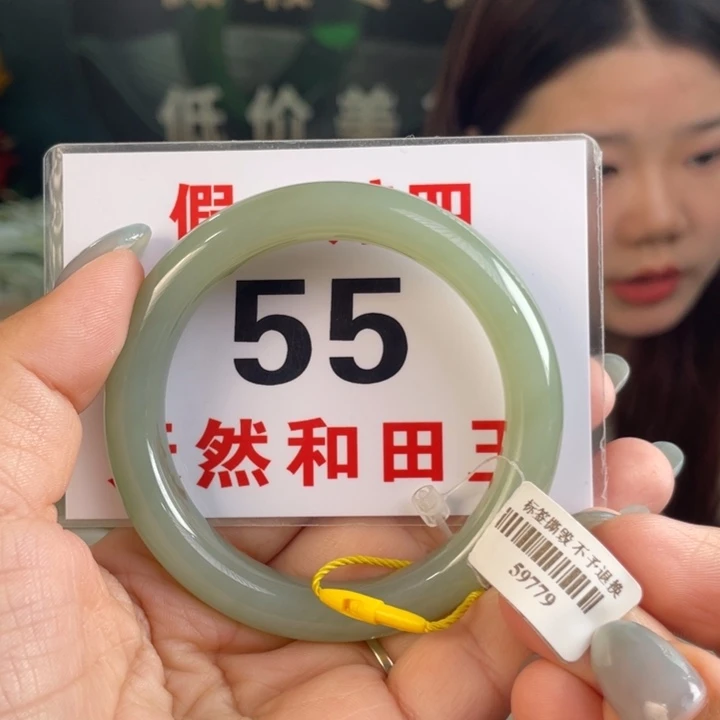 低价美
假
四
55
然和田
标签撕毁 不予退换
59779